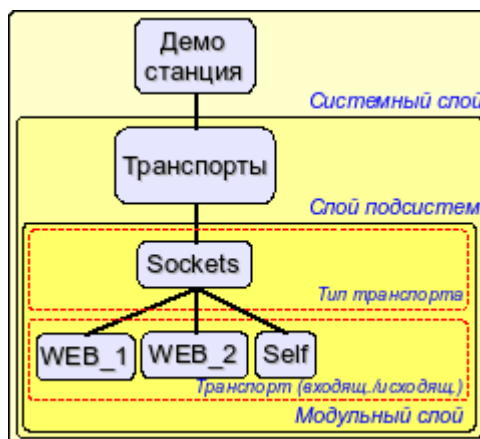 Демо
станция
Системный слой
Транспорты
Слой подсистем
Sockets
Тип транспорта
WEB_1 WEB_2 Self
Транспорт (входящ./исходящ.)
Модульный слой